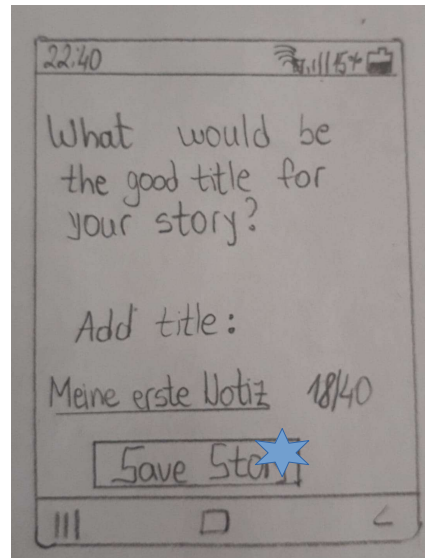 22:40
What would be
the good title for
your story?
Add title:
Meine erste Notiz 18/40
Save